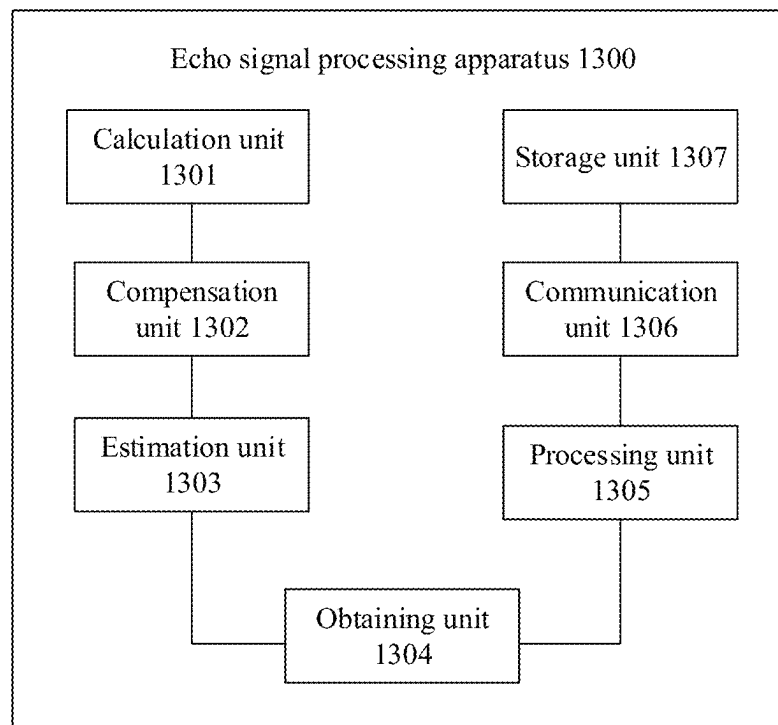 Echo signal processing apparatus 1300
Calculation unit
1301
Storage unit 1307
Compensation
unit 1302
Communication
unit 1306
Estimation unit
1303
Processing unit
1305
Obtaining unit
1304